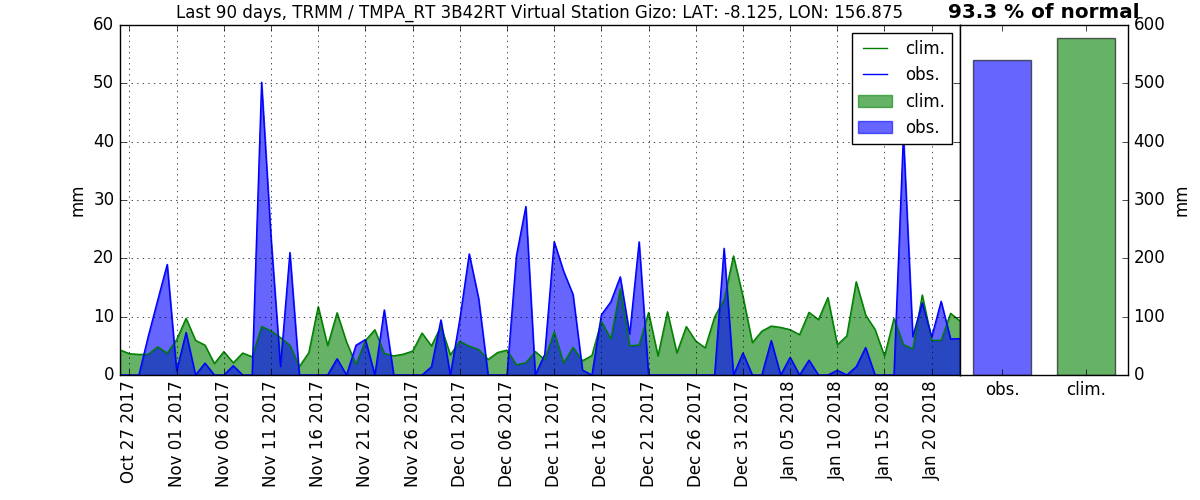 Last 90 days, TRMM / TMPA_RT 3B42RT Virtual Station Gizo: LAT: -8.125, LON: 156.875
93.3 % of normal
60
50
40
30
20
10
0
mm
clim.
obs.
clim.
obs.
600
500
400
300
200
100
0
mm
Oct 27 2017
Nov 01 2017
Nov 06 2017
Nov 11 2017
Nov 16 2017
Nov 21 2017
Nov 26 2017
Dec 01 2017
Dec 06 2017
Dec 11 2017
Dec 16 2017
Dec 21 2017
Dec 26 2017
Dec 31 2017
Jan 05 2018
Jan 10 2018
Jan 15 2018
Jan 20 2018
obs.
clim.